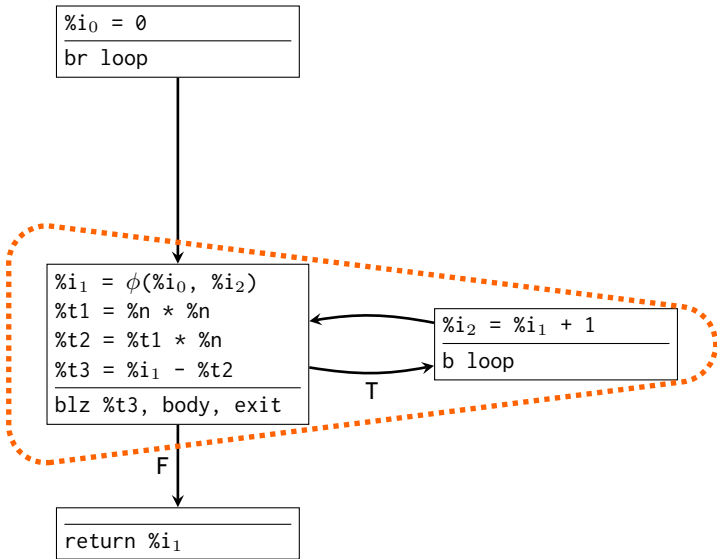 %i₀ = 0
br loop
%i₁ = ϕ(%i₀, %i₂)
%t1 = %n * %n
%t2 = %t1 * %n
%t3 = %i₁ - %t2
blz %t3, body, exit
%i₂ = %i₁ + 1
b loop
T
F
return %i₁